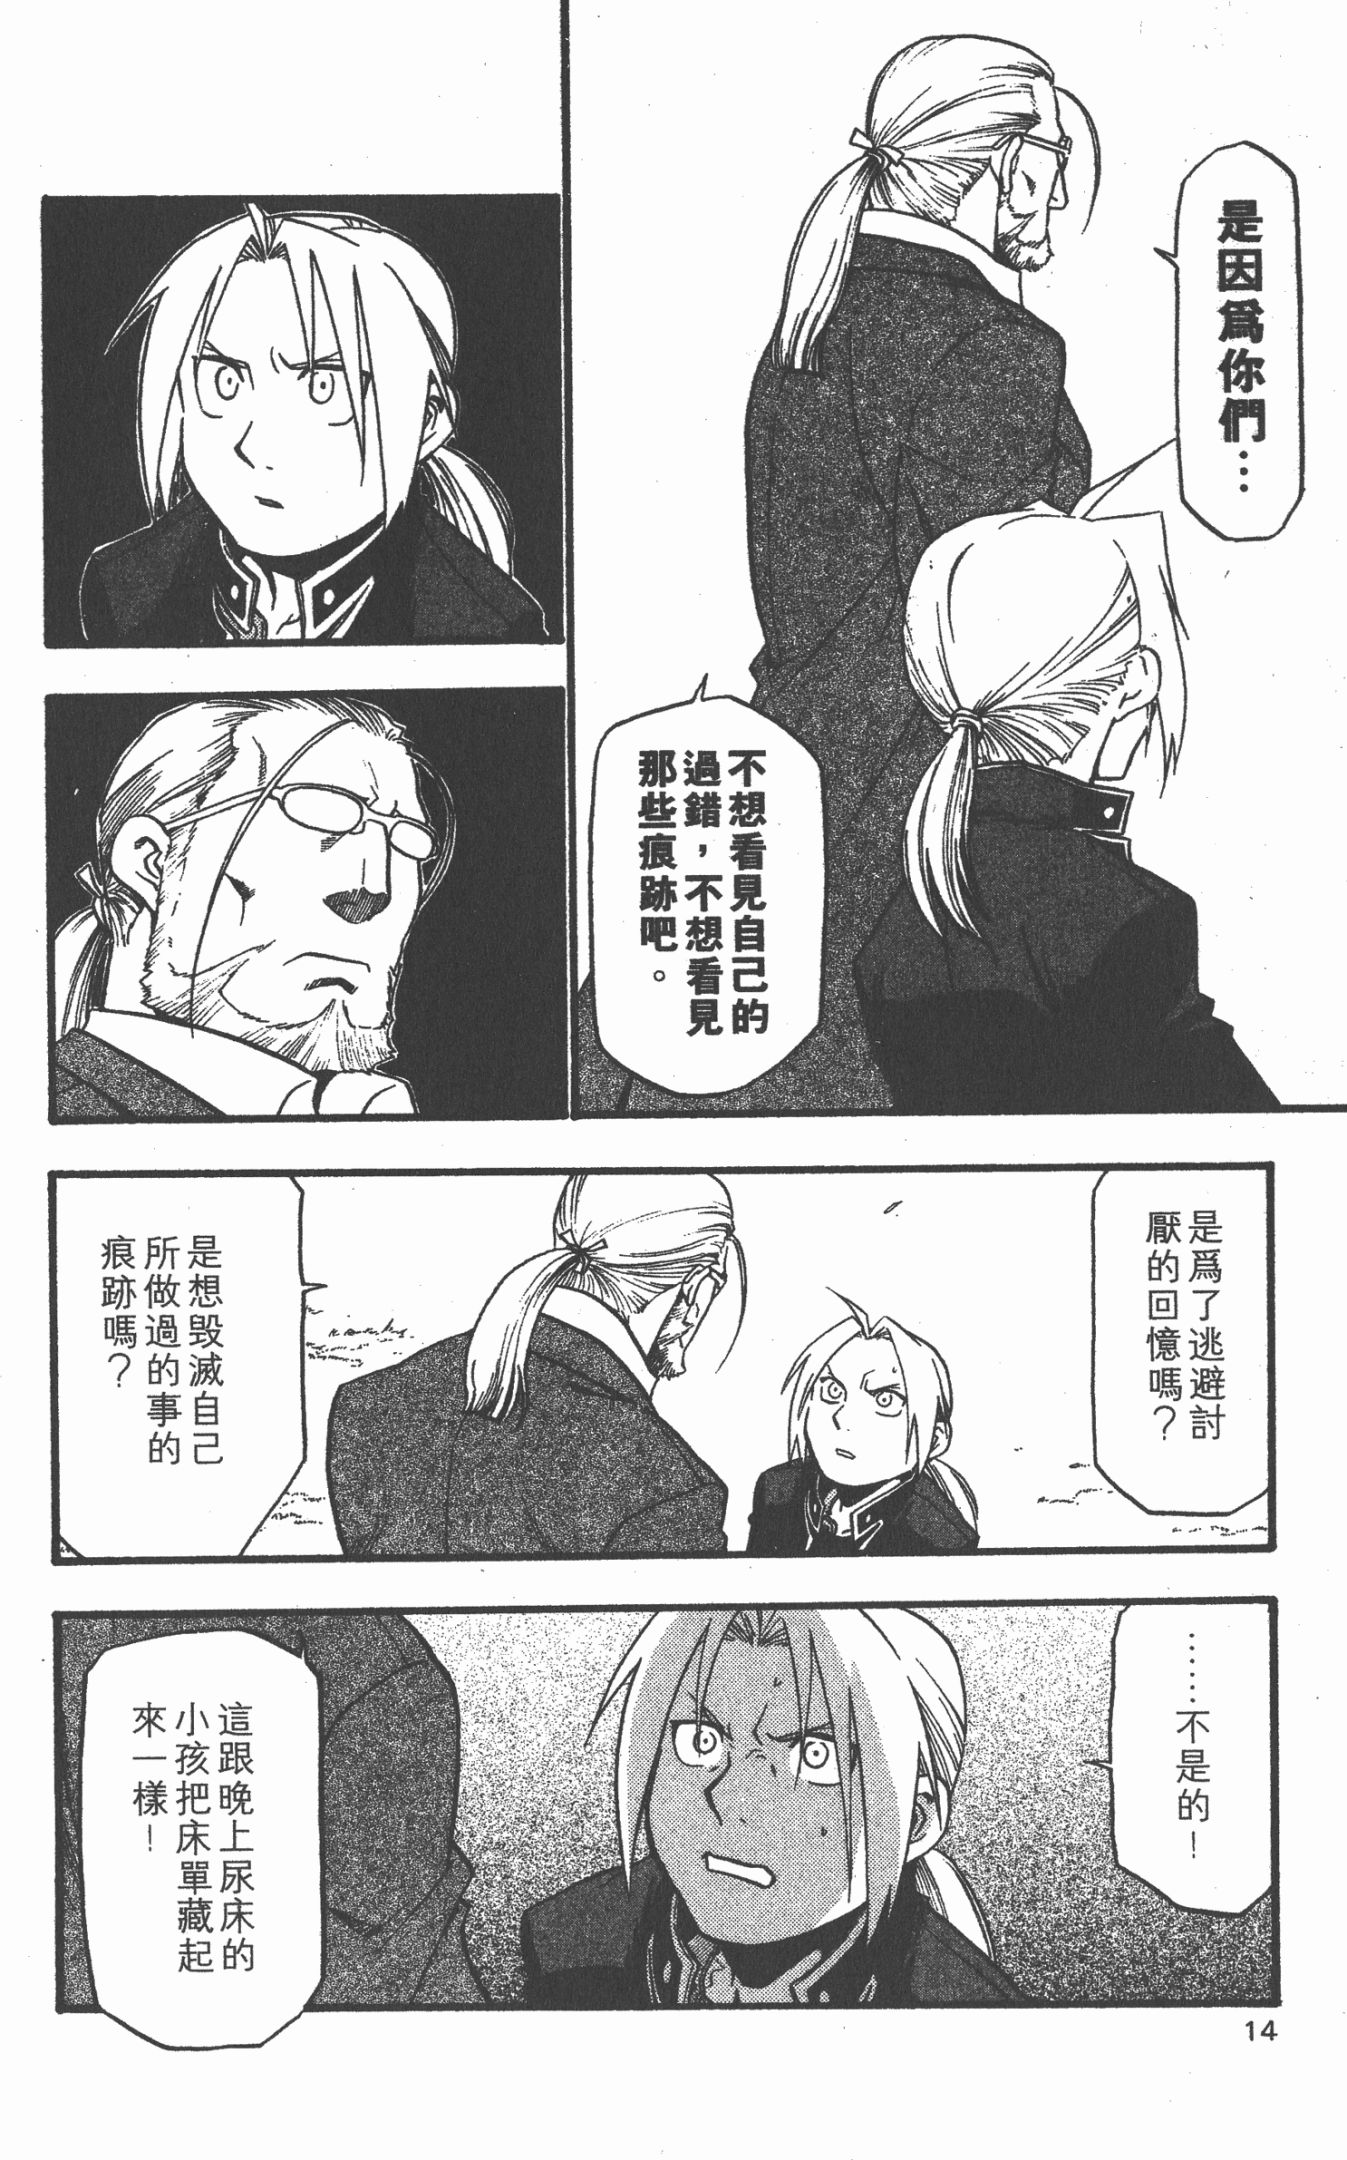 是因爲你們⋯
不想看見自己的
過錯，不想看見
那些痕跡吧。
是爲了逃避討
厭的回憶嗎？
是想毀滅自己
所做過的事的
痕跡嗎？
⋯⋯不是的！
這跟晚上尿床的
小孩把床單藏起
來一樣！
14